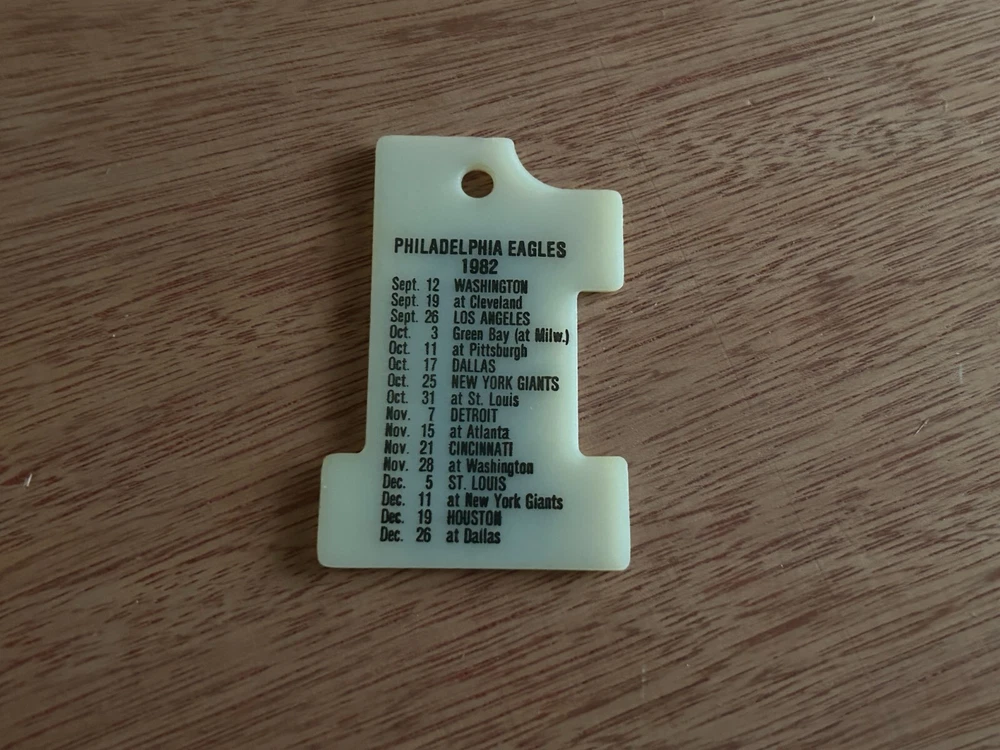 PHILADELPHIA EAGLES
1982
Sept. 12 WASHINGTON
Sept. 19 at Cleveland
Sept. 26 LOS ANGELES
Oct. 3 Green Bay (at Milw.)
Oct. 11 at Pittsburgh
Oct. 17 DALLAS
Oct. 25 NEW YORK GIANTS
Oct. 31 at St. Louis
Nov. 7 DETROIT
Nov. 15 at Atlanta
Nov. 21 CINCINNATI
Nov. 28 at Washington
Dec. 5 ST. LOUIS
Dec. 11 at New York Giants
Dec. 19 HOUSTON
Dec. 26 at Dallas